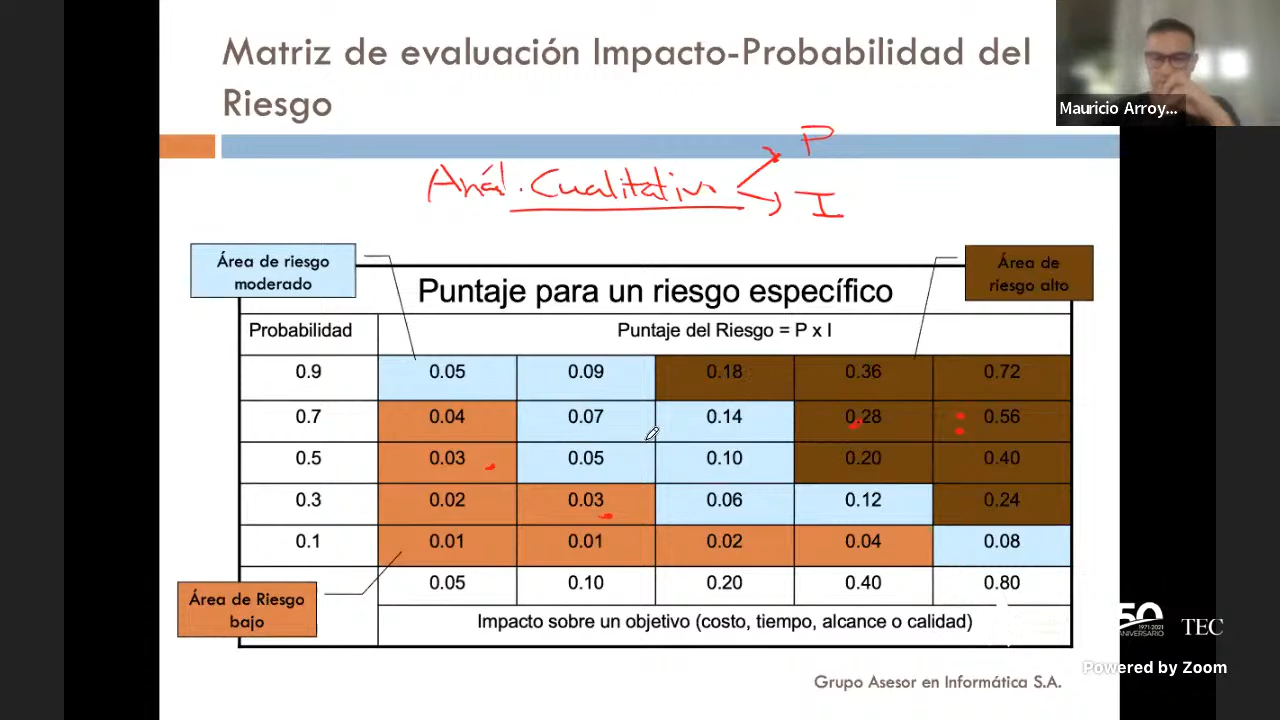 Matriz de evaluación Impacto-Probabilidad del
Riesgo
Mauricio Arroy...
P
Anál. Cualitativo
I
Área de riesgo
moderado
Área de
riesgo alto
Puntaje para un riesgo específico
Probabilidad Puntaje del Riesgo = P x I
0.9 0.05 0.09 0.18 0.36 0.72
0.7 0.04 0.07 0.14 0.28 0.56
0.5 0.03 0.05 0.10 0.20 0.40
0.3 0.02 0.03 0.06 0.12 0.24
0.1 0.01 0.01 0.02 0.04 0.08
0.05 0.10 0.20 0.40 0.80
Área de Riesgo
bajo
Impacto sobre un objetivo (costo, tiempo, alcance o calidad)
50
1971-2021
ANIVERSARIO
TEC
Powered by Zoom
Grupo Asesor en Informática S.A.